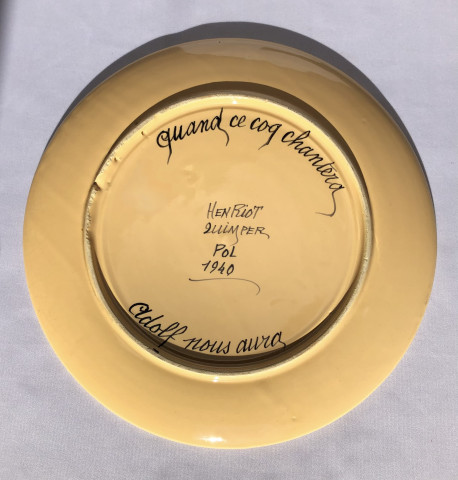 quand ce coq chantera
HENRIOT
QUIMPER
POL
1940
Adolf nous aura